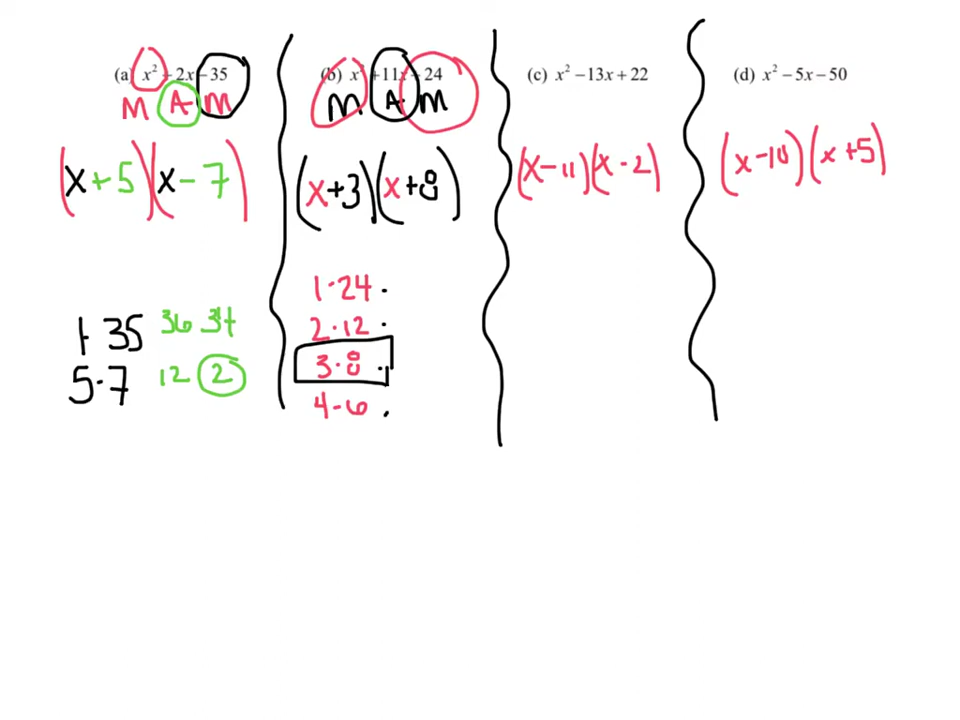 (a) x² - 2x - 35
M A M
(x + 5)(x - 7)
1 · 35 36 34
5 · 7 12 2
(b) x² + 11x + 24
M A M
(x + 3)(x + 8)
1 · 24 ·
2 · 12 ·
3 · 8 ·
4 - 6 ·
(c) x² - 13x + 22
(x - 11)(x - 2)
(d) x² - 5x - 50
(x - 10)(x + 5)